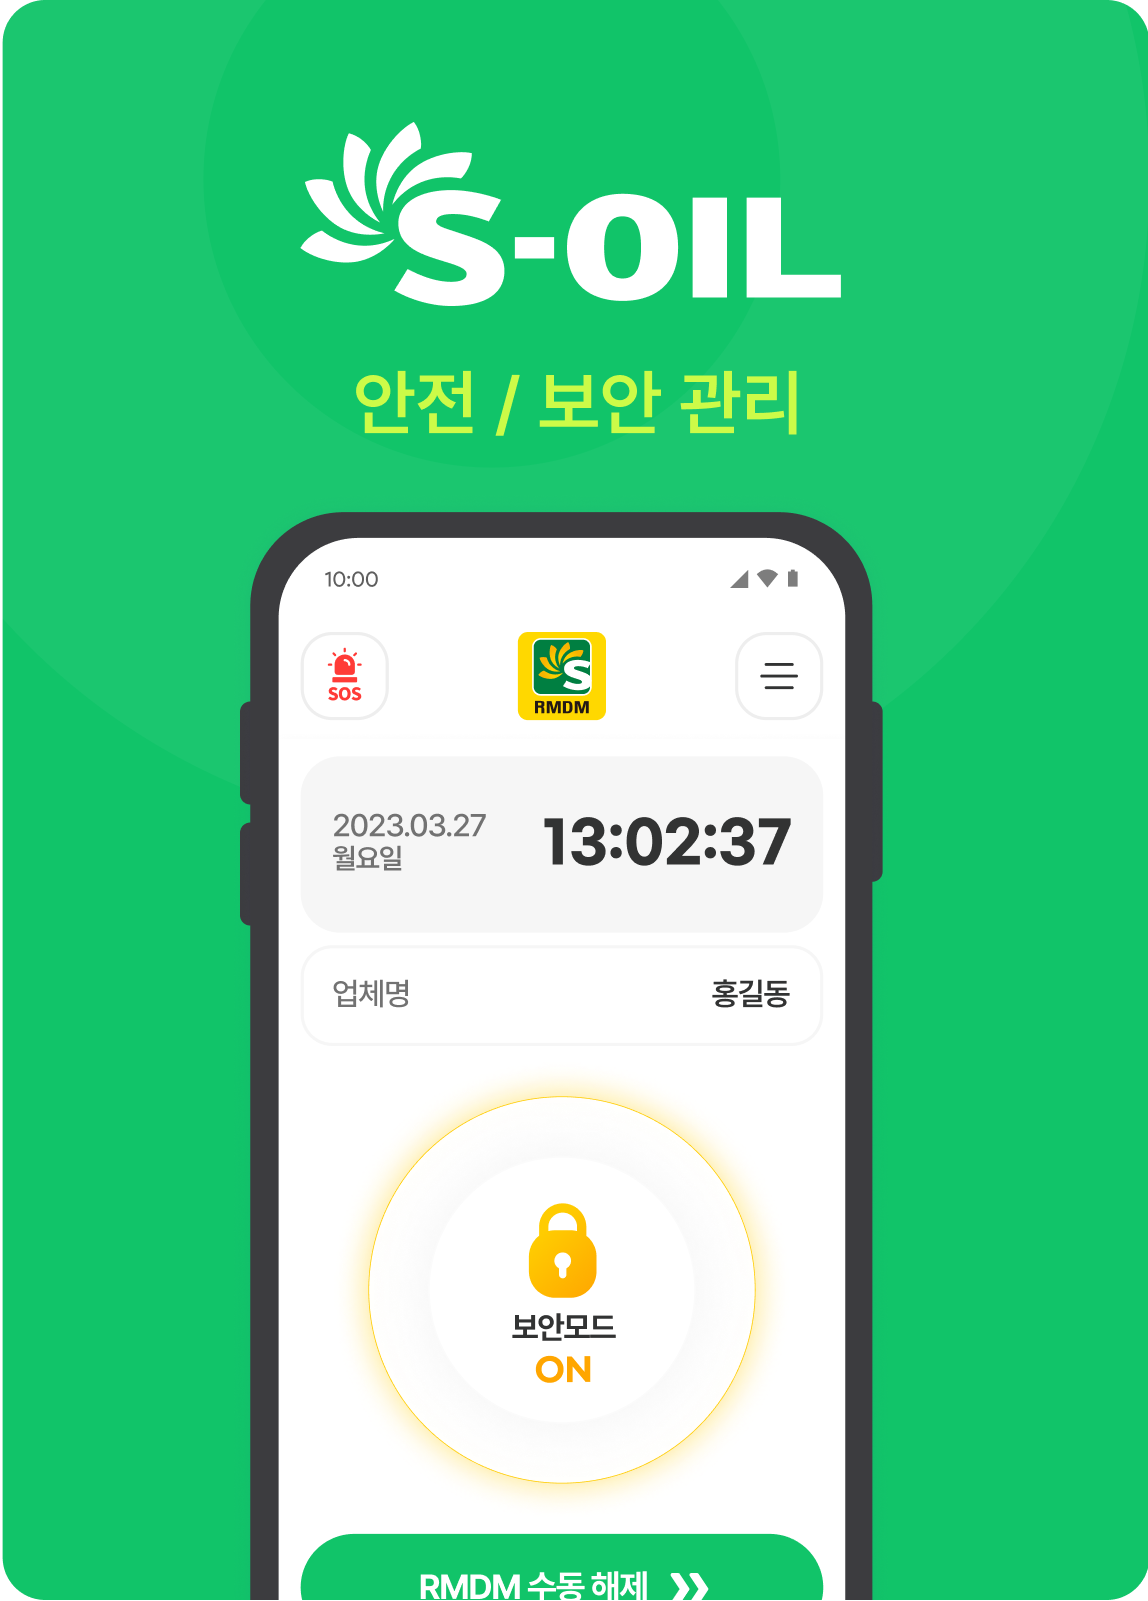 S-OIL
안전 / 보안 관리
10:00
SOS
S
RMDM
2023.03.27
월요일
13:02:37
업체명
홍길동
보안모드
ON
RMDM 수동 해제